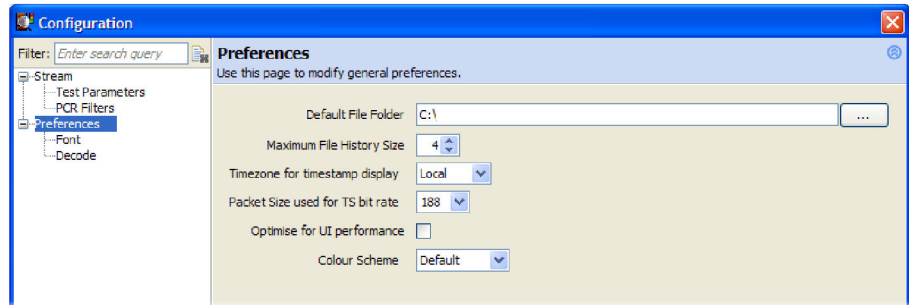 Configuration
Filter: Enter search query
Stream
Test Parameters
PCR Filters
Preferences
Font
Decode
Preferences
Use this page to modify general preferences.
Default File Folder C:\ ...
Maximum File History Size 4
Timezone for timestamp display Local
Packet Size used for TS bit rate 188
Optimise for UI performance
Colour Scheme Default